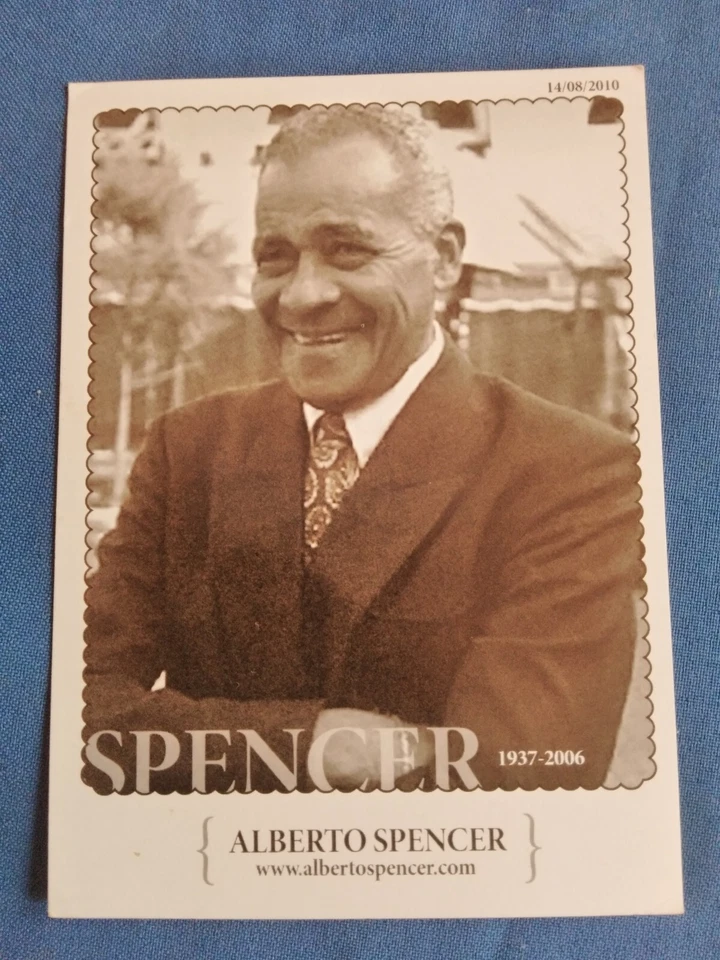 14/08/2010
SPENCER
1937-2006
ALBERTO SPENCER
www.albertospencer.com